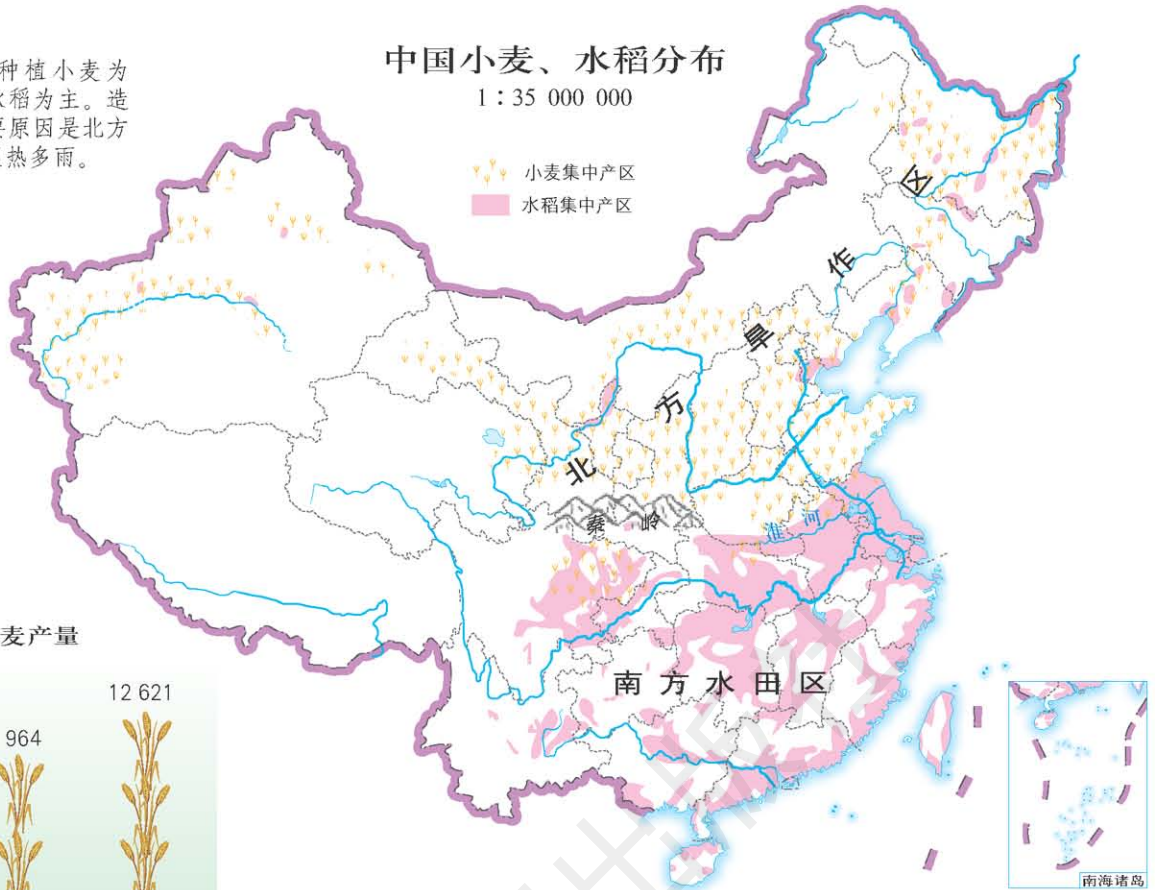 中国小麦、水稻分布
1∶35 000 000
种植小麦为
水稻为主。造
要原因是北方
热多雨。
小麦集中产区
水稻集中产区
北方旱作区
秦岭
淮河
南方水田区
麦产量
964
12 621
南海诸岛